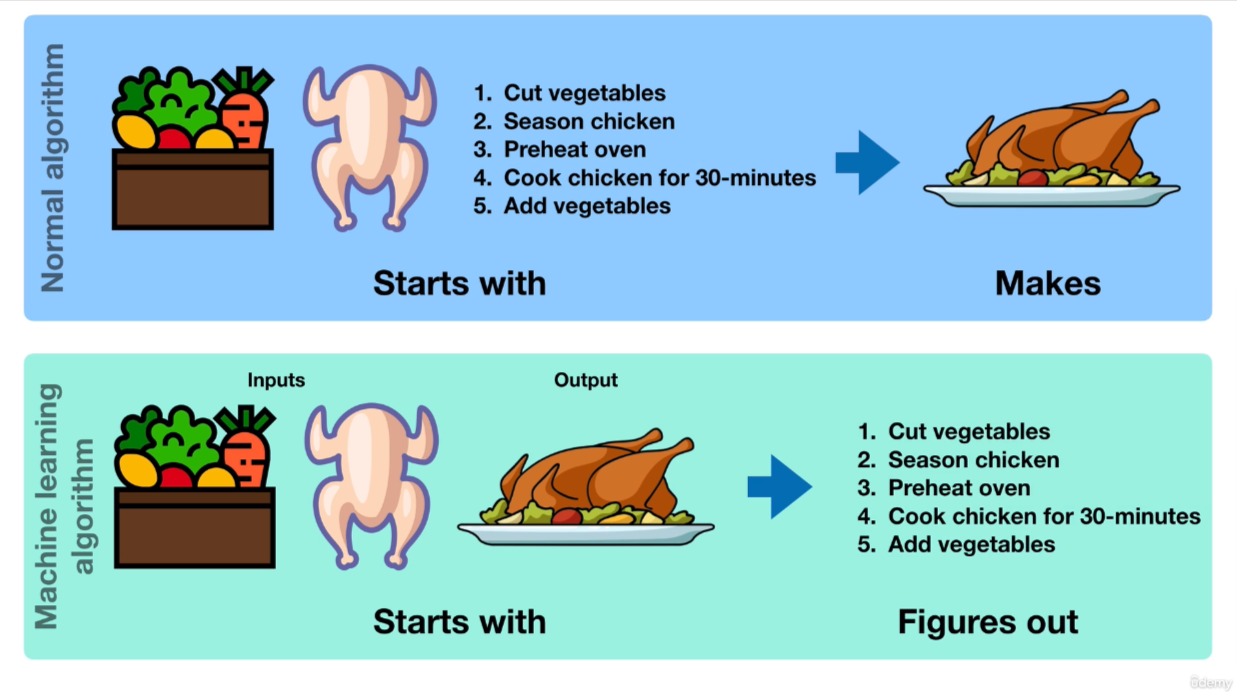 Normal algorithm
1. Cut vegetables
2. Season chicken
3. Preheat oven
4. Cook chicken for 30-minutes
5. Add vegetables
Starts with
Makes
Machine learning
algorithm
Inputs
Output
1. Cut vegetables
2. Season chicken
3. Preheat oven
4. Cook chicken for 30-minutes
5. Add vegetables
Starts with
Figures out
ûdemy